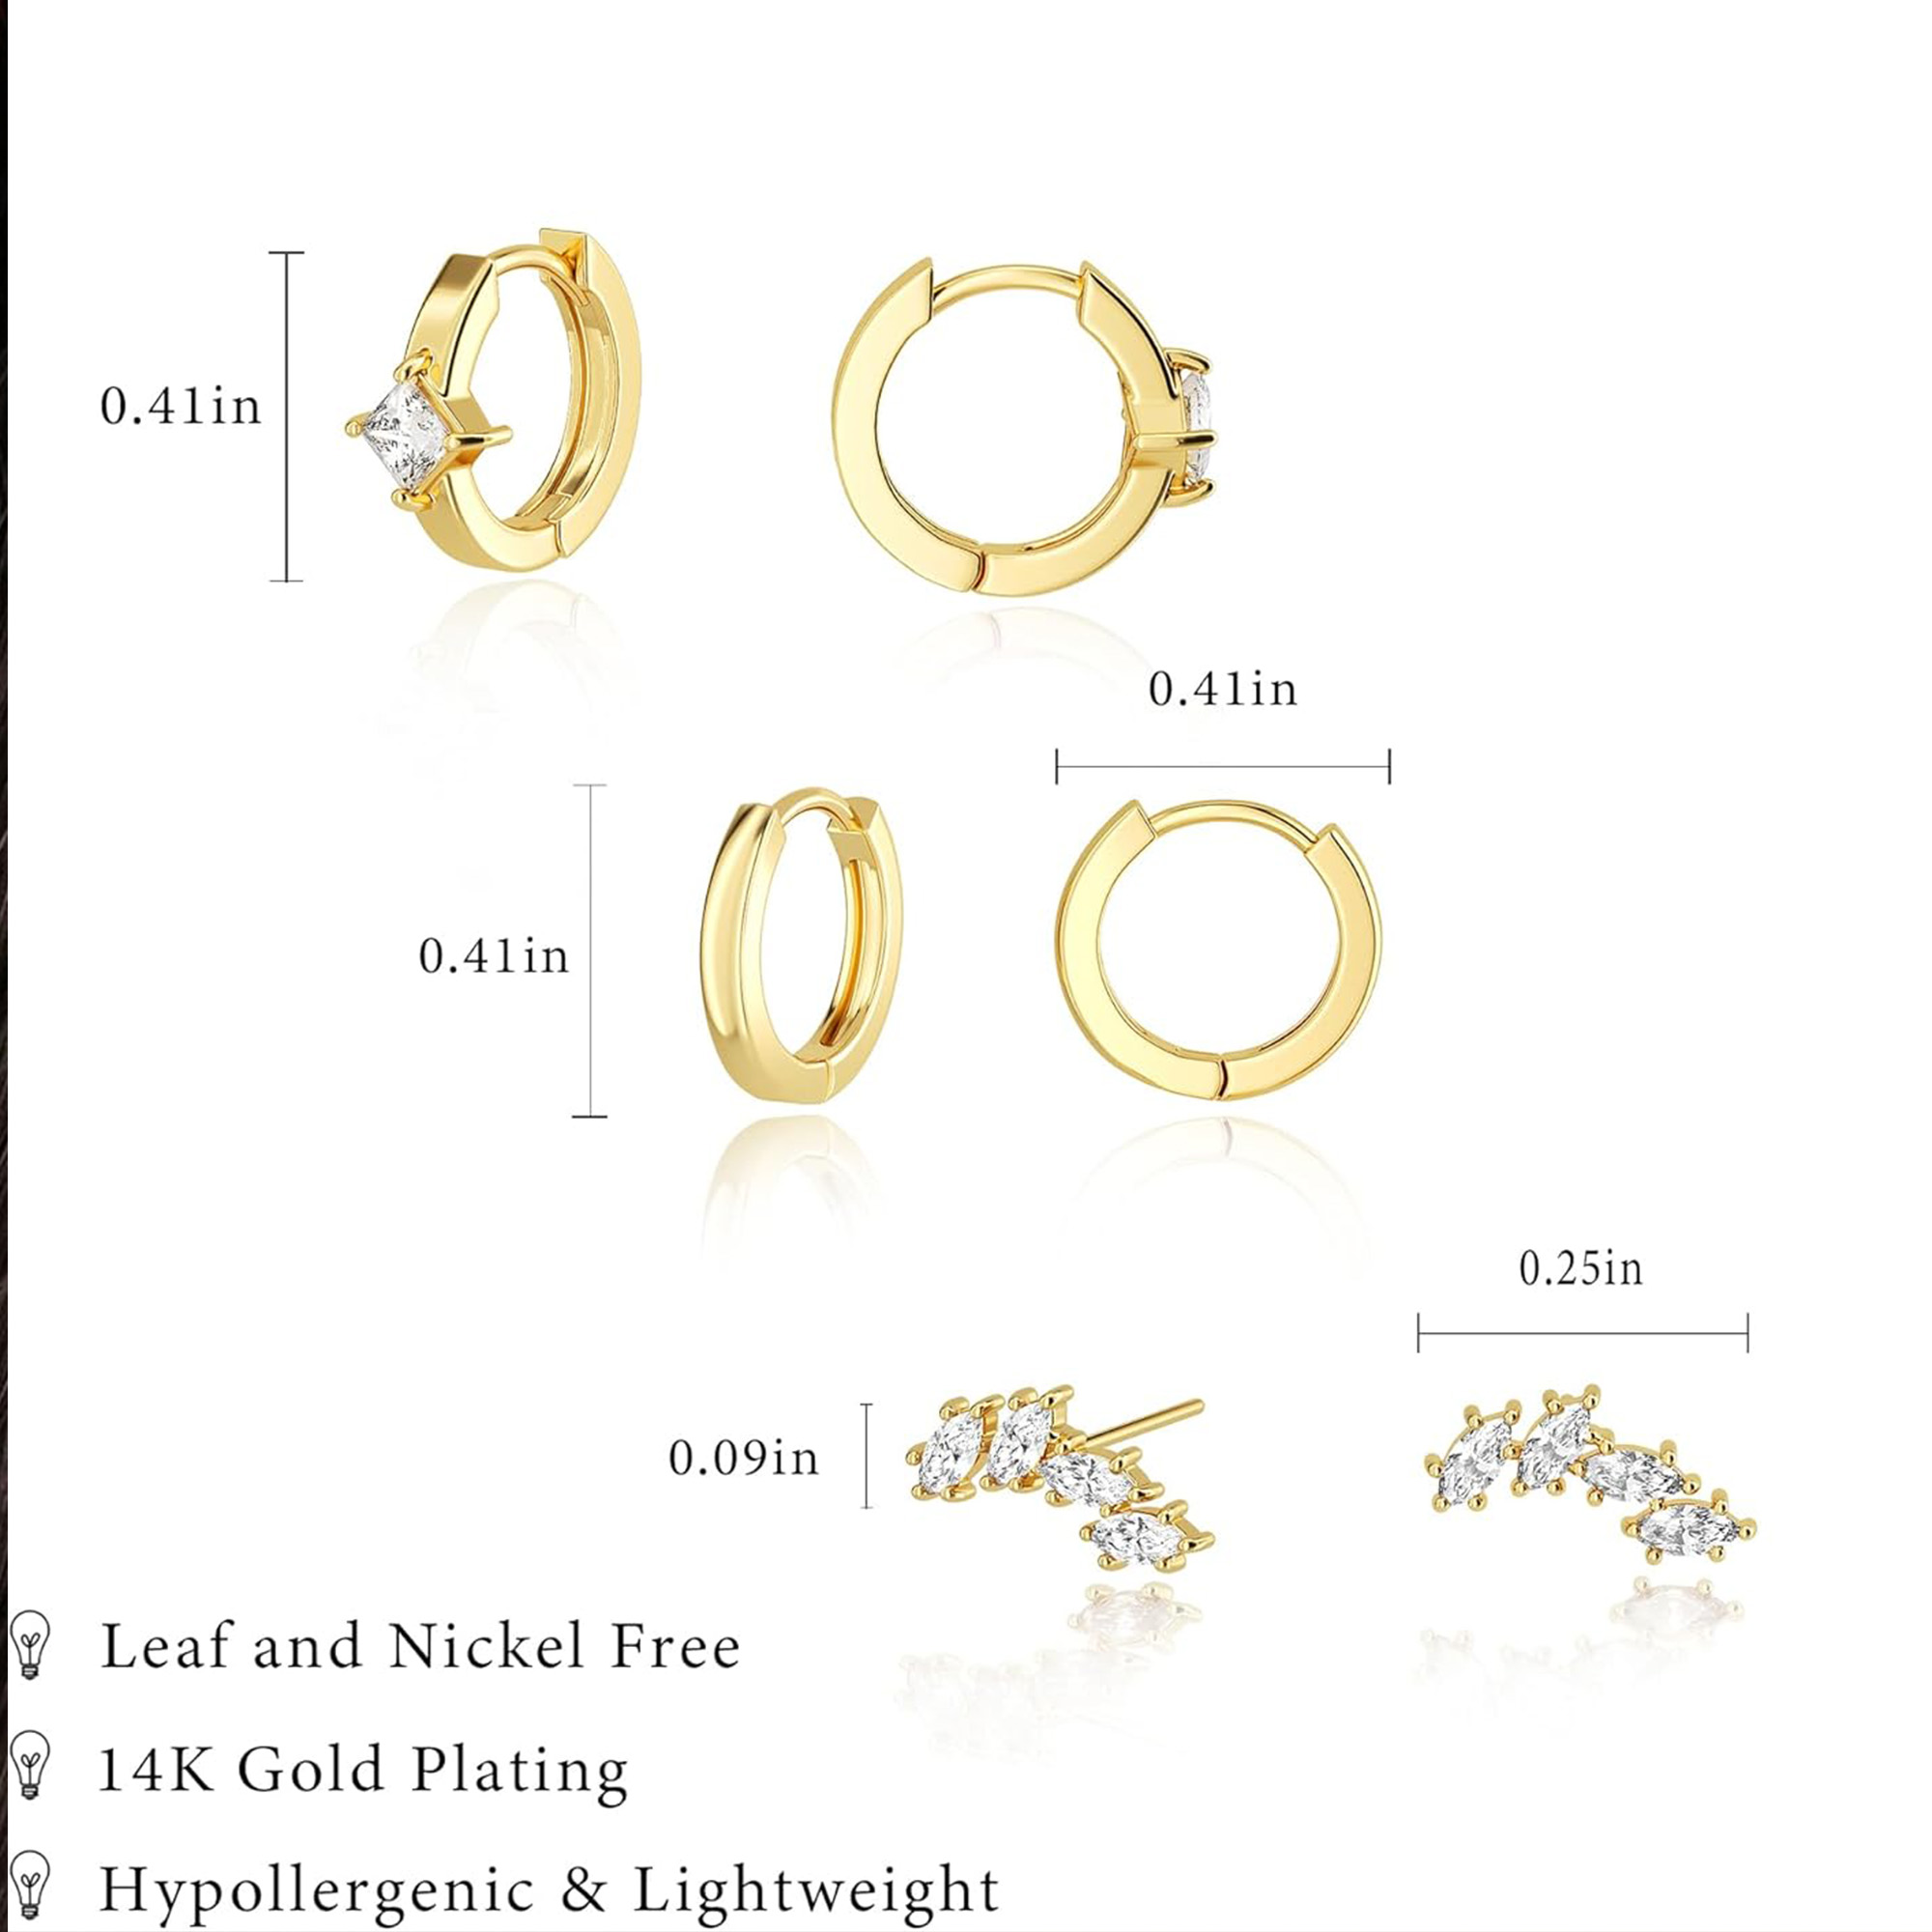 0.41in
0.41in
0.41in
0.25in
0.09in
Leaf and Nickel Free
14K Gold Plating
Hypollergenic & Lightweight